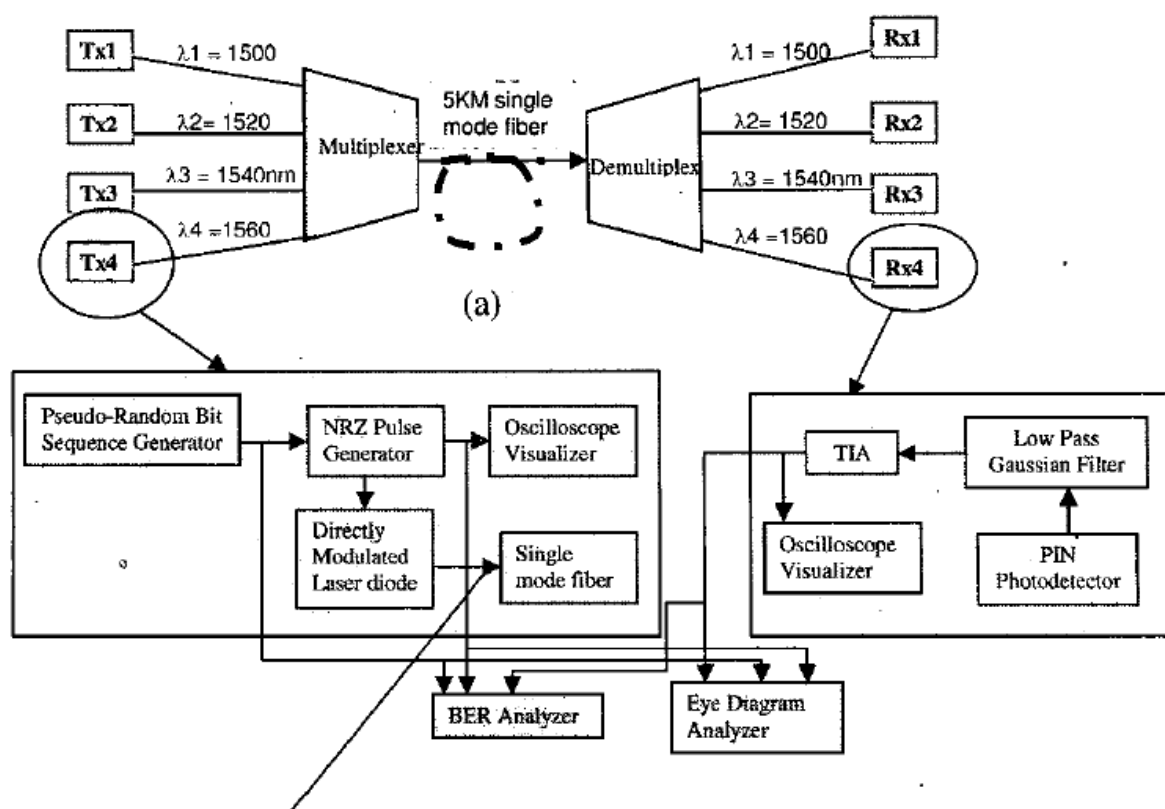 Tx1
λ1 = 1500
Tx2
λ2= 1520
Tx3
λ3 = 1540nm
Tx4
λ4 = 1560
Multiplexer
5KM single
mode fiber
Demultiplex
λ1 = 1500
Rx1
λ2= 1520
Rx2
λ3 = 1540nm
Rx3
λ4 =1560
Rx4
(a)
Pseudo-Random Bit
Sequence Generator
NRZ Pulse
Generator
Oscilloscope
Visualizer
Directly
Modulated
Laser diode
Single
mode fiber
TIA
Low Pass
Gaussian Filter
Oscilloscope
Visualizer
PIN
Photodetector
BER Analyzer
Eye Diagram
Analyzer